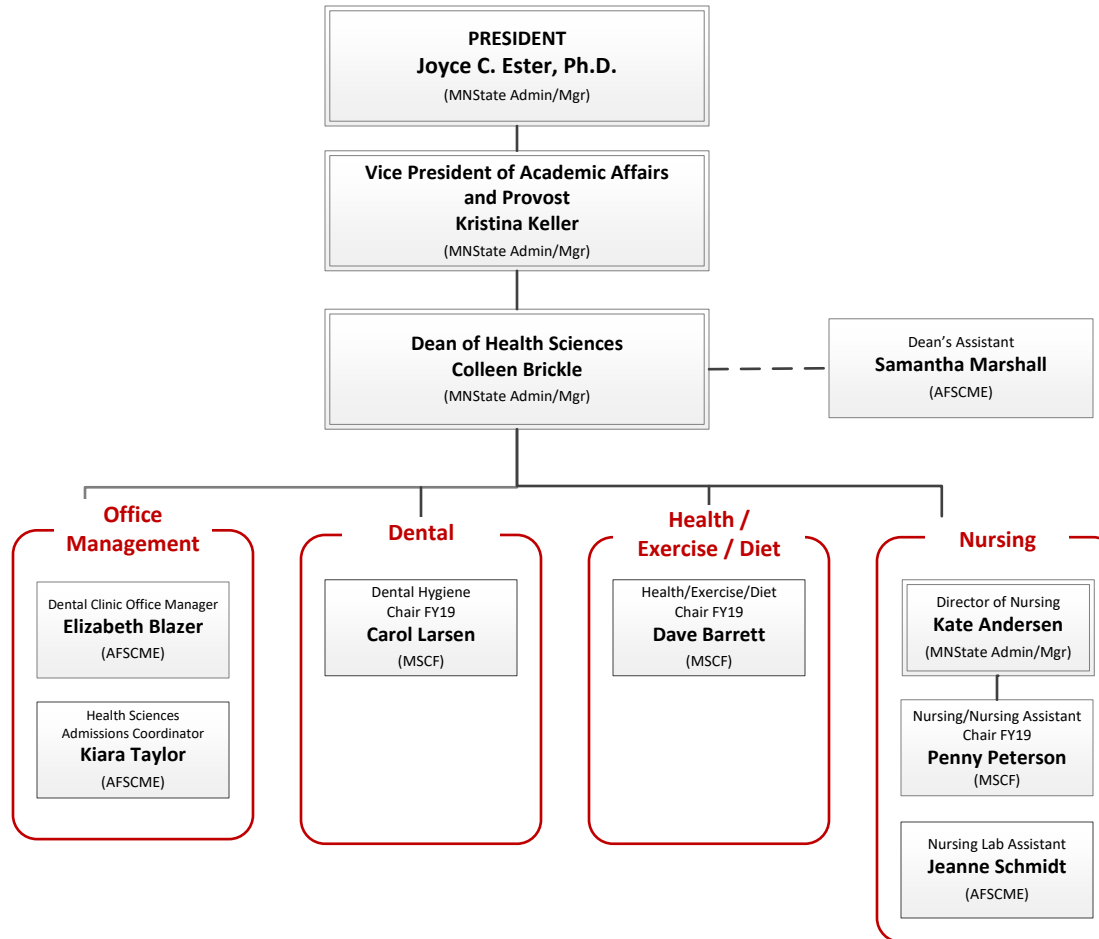 PRESIDENT
Joyce C. Ester, Ph.D.
(MNState Admin/Mgr)
Vice President of Academic Affairs
and Provost
Kristina Keller
(MNState Admin/Mgr)
Dean of Health Sciences
Colleen Brickle
(MNState Admin/Mgr)
Dean’s Assistant
Samantha Marshall
(AFSCME)
Office
Management
Dental Clinic Office Manager
Elizabeth Blazer
(AFSCME)
Health Sciences
Admissions Coordinator
Kiara Taylor
(AFSCME)
Dental
Dental Hygiene
Chair FY19
Carol Larsen
(MSCF)
Health /
Exercise / Diet
Health/Exercise/Diet
Chair FY19
Dave Barrett
(MSCF)
Nursing
Director of Nursing
Kate Andersen
(MNState Admin/Mgr)
Nursing/Nursing Assistant
Chair FY19
Penny Peterson
(MSCF)
Nursing Lab Assistant
Jeanne Schmidt
(AFSCME)